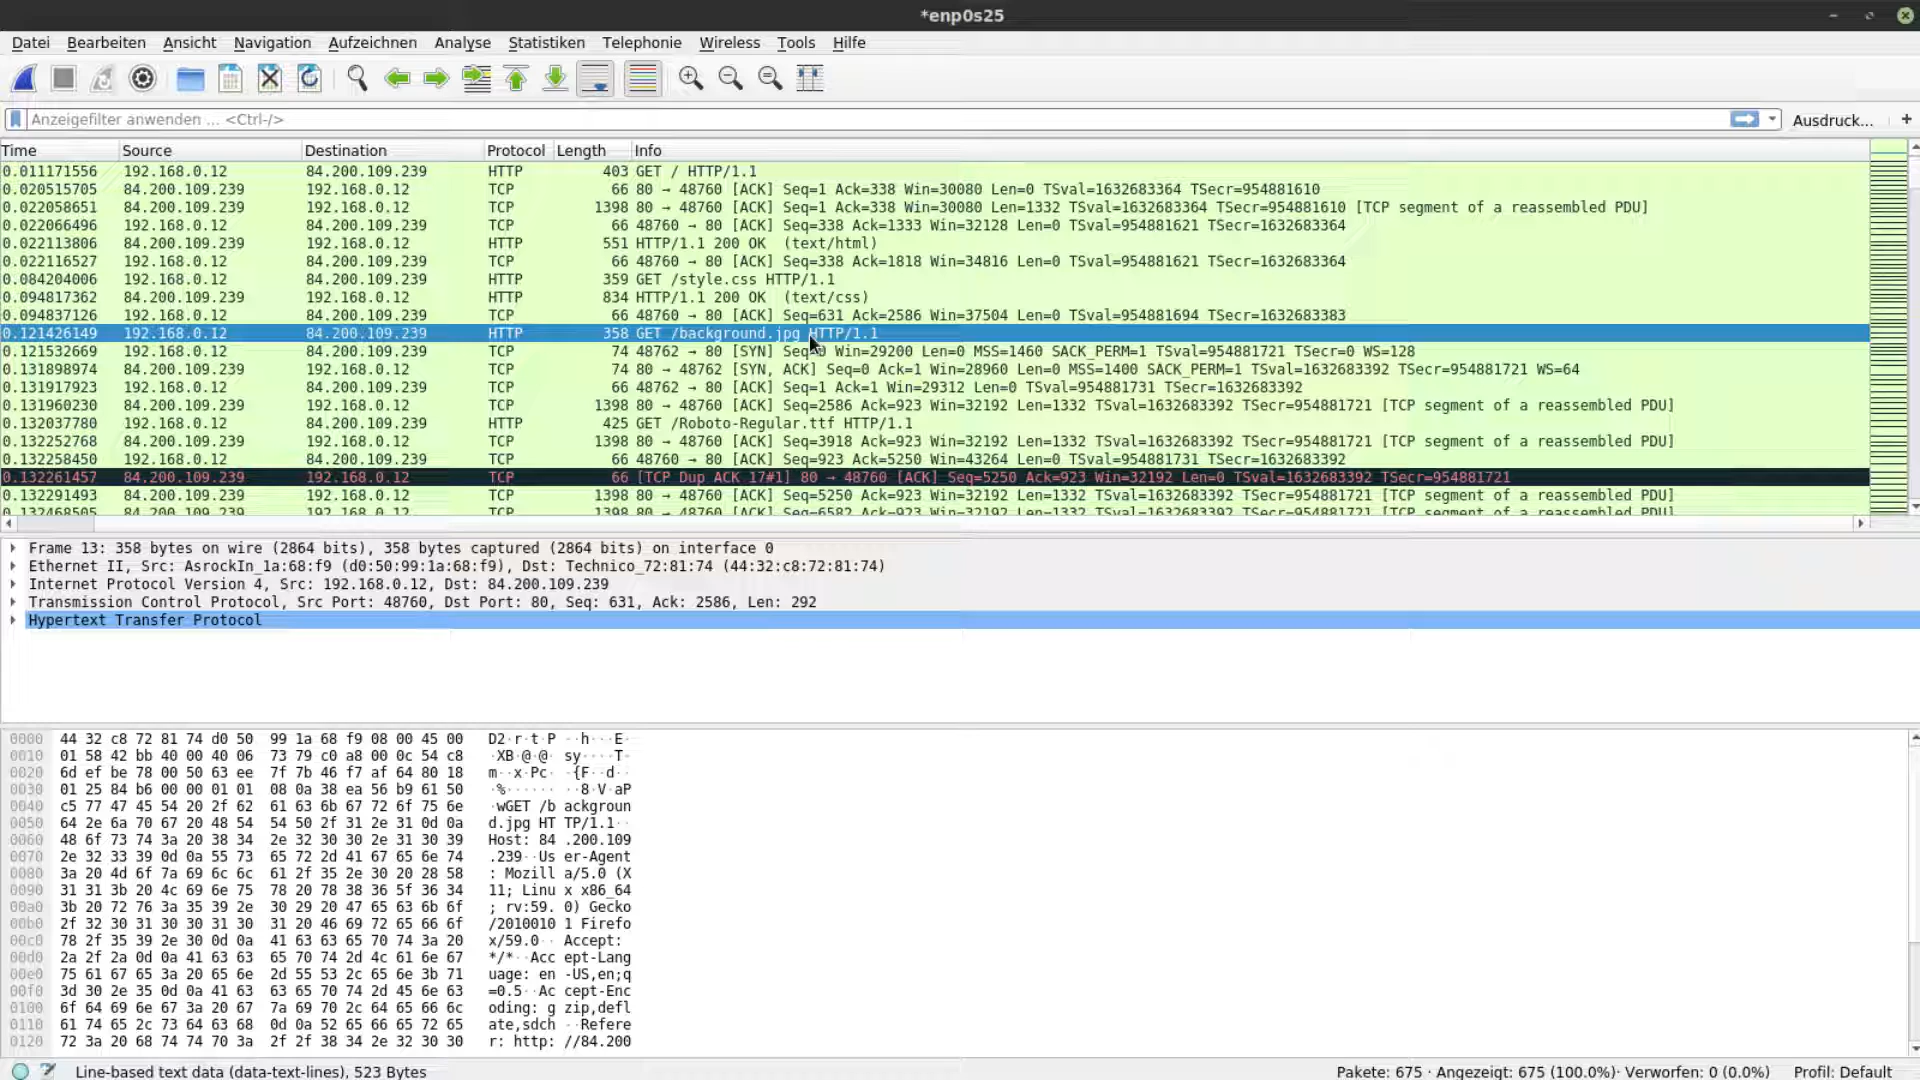 *enp0s25
Datei Bearbeiten Ansicht Navigation Aufzeichnen Analyse Statistiken Telephonie Wireless Tools Hilfe
Anzeigefilter anwenden ... <Ctrl-/> Ausdruck... +
Time Source Destination Protocol Length Info
0.011171556 192.168.0.12 84.200.109.239 HTTP 403 GET / HTTP/1.1
0.020515705 84.200.109.239 192.168.0.12 TCP 66 80 → 48760 [ACK] Seq=1 Ack=338 Win=30080 Len=0 TSval=1632683364 TSecr=954881610
0.022058651 84.200.109.239 192.168.0.12 TCP 1398 80 → 48760 [ACK] Seq=1 Ack=338 Win=30080 Len=1332 TSval=1632683364 TSecr=954881610 [TCP segment of a reassembled PDU]
0.022066496 192.168.0.12 84.200.109.239 TCP 66 48760 → 80 [ACK] Seq=338 Ack=1333 Win=32128 Len=0 TSval=954881621 TSecr=1632683364
0.022113806 84.200.109.239 192.168.0.12 HTTP 551 HTTP/1.1 200 OK (text/html)
0.022116527 192.168.0.12 84.200.109.239 TCP 66 48760 → 80 [ACK] Seq=338 Ack=1818 Win=34816 Len=0 TSval=954881621 TSecr=1632683364
0.084204006 192.168.0.12 84.200.109.239 HTTP 359 GET /style.css HTTP/1.1
0.094817362 84.200.109.239 192.168.0.12 HTTP 834 HTTP/1.1 200 OK (text/css)
0.094837126 192.168.0.12 84.200.109.239 TCP 66 48760 → 80 [ACK] Seq=631 Ack=2586 Win=37504 Len=0 TSval=954881694 TSecr=1632683383
0.121426149 192.168.0.12 84.200.109.239 HTTP 358 GET /background.jpg HTTP/1.1
0.121532669 192.168.0.12 84.200.109.239 TCP 74 48762 → 80 [SYN] Seq=0 Win=29200 Len=0 MSS=1460 SACK_PERM=1 TSval=954881721 TSecr=0 WS=128
0.131898974 84.200.109.239 192.168.0.12 TCP 74 80 → 48762 [SYN, ACK] Seq=0 Ack=1 Win=28960 Len=0 MSS=1400 SACK_PERM=1 TSval=1632683392 TSecr=954881721 WS=64
0.131917923 192.168.0.12 84.200.109.239 TCP 66 48762 → 80 [ACK] Seq=1 Ack=1 Win=29312 Len=0 TSval=954881731 TSecr=1632683392
0.131960230 84.200.109.239 192.168.0.12 TCP 1398 80 → 48760 [ACK] Seq=2586 Ack=923 Win=32192 Len=1332 TSval=1632683392 TSecr=954881721 [TCP segment of a reassembled PDU]
0.132037780 192.168.0.12 84.200.109.239 HTTP 425 GET /Roboto-Regular.ttf HTTP/1.1
0.132252768 84.200.109.239 192.168.0.12 TCP 1398 80 → 48760 [ACK] Seq=3918 Ack=923 Win=32192 Len=1332 TSval=1632683392 TSecr=954881721 [TCP segment of a reassembled PDU]
0.132258450 192.168.0.12 84.200.109.239 TCP 66 48760 → 80 [ACK] Seq=923 Ack=5250 Win=43264 Len=0 TSval=954881731 TSecr=1632683392
0.132261457 84.200.109.239 192.168.0.12 TCP 66 [TCP Dup ACK 17#1] 80 → 48760 [ACK] Seq=5250 Ack=923 Win=32192 Len=0 TSval=1632683392 TSecr=954881721
0.132291493 84.200.109.239 192.168.0.12 TCP 1398 80 → 48760 [ACK] Seq=5250 Ack=923 Win=32192 Len=1332 TSval=1632683392 TSecr=954881721 [TCP segment of a reassembled PDU]
0.132468505 84.200.109.239 192.168.0.12 TCP 1398 80 → 48760 [ACK] Seq=6582 Ack=923 Win=32192 Len=1332 TSval=1632683392 TSecr=954881721 [TCP segment of a reassembled PDU]
Frame 13: 358 bytes on wire (2864 bits), 358 bytes captured (2864 bits) on interface 0
Ethernet II, Src: AsrockIn_1a:68:f9 (d0:50:99:1a:68:f9), Dst: Technico_72:81:74 (44:32:c8:72:81:74)
Internet Protocol Version 4, Src: 192.168.0.12, Dst: 84.200.109.239
Transmission Control Protocol, Src Port: 48760, Dst Port: 80, Seq: 631, Ack: 2586, Len: 292
Hypertext Transfer Protocol
0000 44 32 c8 72 81 74 d0 50 99 1a 68 f9 08 00 45 00 D2·r·t·P ··h···E·
0010 01 58 42 bb 40 00 40 06 73 79 c0 a8 00 0c 54 c8 ·XB·@·@· sy····T·
0020 6d ef be 78 00 50 63 ee 7f 7b 46 f7 af 64 80 18 m··x·Pc· ·{F··d··
0030 01 25 84 b6 00 00 01 01 08 0a 38 ea 56 b9 61 50 ·%······ ··8·V·aP
0040 c5 77 47 45 54 20 2f 62 61 63 6b 67 72 6f 75 6e ·wGET /b ackgroun
0050 64 2e 6a 70 67 20 48 54 54 50 2f 31 2e 31 0d 0a d.jpg HT TP/1.1··
0060 48 6f 73 74 3a 20 38 34 2e 32 30 30 2e 31 30 39 Host: 84 .200.109
0070 2e 32 33 39 0d 0a 55 73 65 72 2d 41 67 65 6e 74 .239··Us er-Agent
0080 3a 20 4d 6f 7a 69 6c 6c 61 2f 35 2e 30 20 28 58 : Mozill a/5.0 (X
0090 31 31 3b 20 4c 69 6e 75 78 20 78 38 36 5f 36 34 11; Linu x x86_64
00a0 3b 20 72 76 3a 35 39 2e 30 29 20 47 65 63 6b 6f ; rv:59. 0) Gecko
00b0 2f 32 30 31 30 30 31 30 31 20 46 69 72 65 66 6f /2010010 1 Firefo
00c0 78 2f 35 39 2e 30 0d 0a 41 63 63 65 70 74 3a 20 x/59.0·· Accept:
00d0 2a 2f 2a 0d 0a 41 63 63 65 70 74 2d 4c 61 6e 67 */*··Acc ept-Lang
00e0 75 61 67 65 3a 20 65 6e 2d 55 53 2c 65 6e 3b 71 uage: en -US,en;q
00f0 3d 30 2e 35 0d 0a 41 63 63 65 70 74 2d 45 6e 63 =0.5··Ac cept-Enc
0100 6f 64 69 6e 67 3a 20 67 7a 69 70 2c 64 65 66 6c oding: g zip,defl
0110 61 74 65 2c 73 64 63 68 0d 0a 52 65 66 65 72 65 ate,sdch ··Refere
0120 72 3a 20 68 74 74 70 3a 2f 2f 38 34 2e 32 30 30 r: http: //84.200
Line-based text data (data-text-lines), 523 Bytes Pakete: 675 · Angezeigt: 675 (100.0%)· Verworfen: 0 (0.0%) Profil: Default